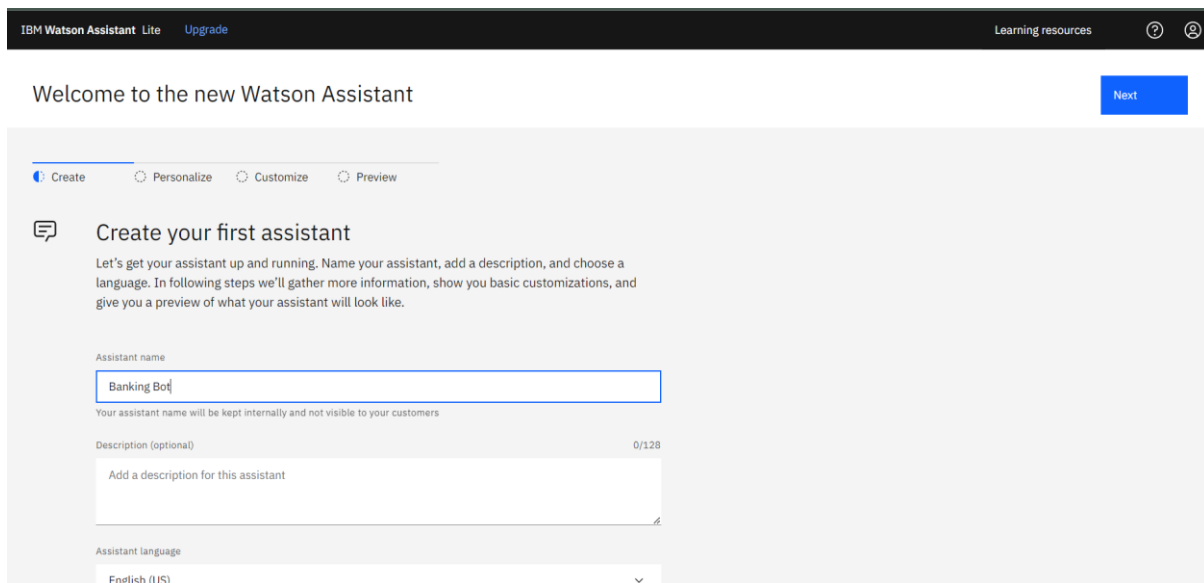 IBM Watson Assistant Lite Upgrade Learning resources
Welcome to the new Watson Assistant
Next
Create Personalize Customize Preview
Create your first assistant
Let's get your assistant up and running. Name your assistant, add a description, and choose a
language. In following steps we'll gather more information, show you basic customizations, and
give you a preview of what your assistant will look like.
Assistant name
Banking Bot
Your assistant name will be kept internally and not visible to your customers
Description (optional) 0/128
Add a description for this assistant
Assistant language
English (US)